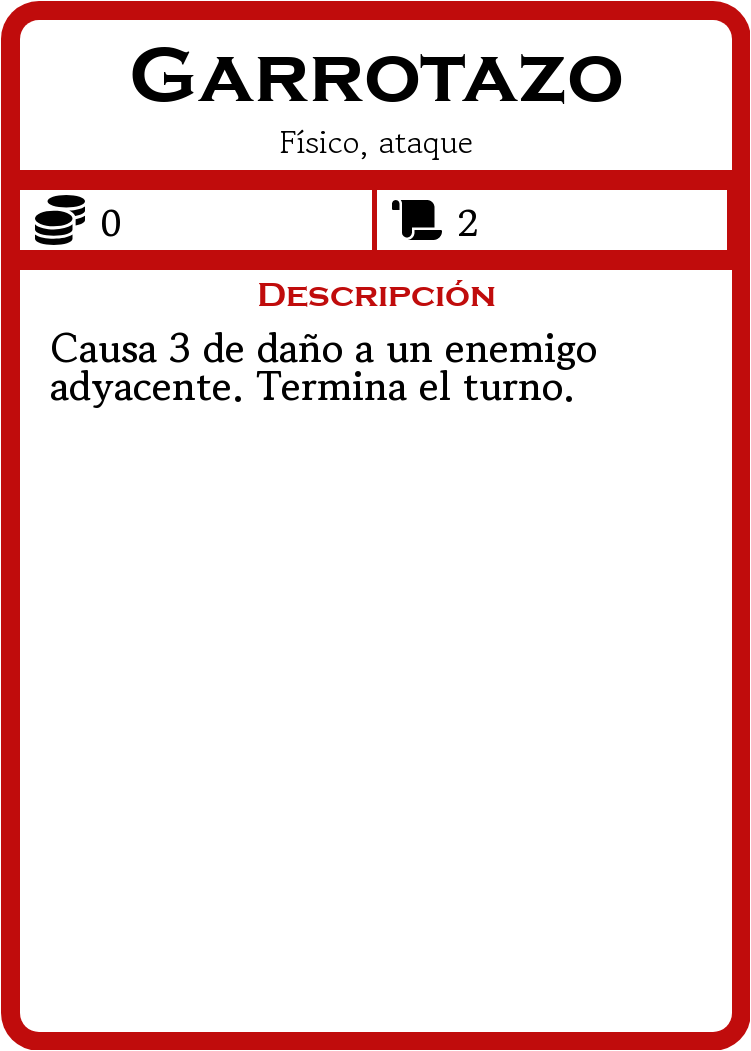 Garrotazo
Físico, ataque
0
2
Descripción
Causa 3 de daño a un enemigo
adyacente. Termina el turno.